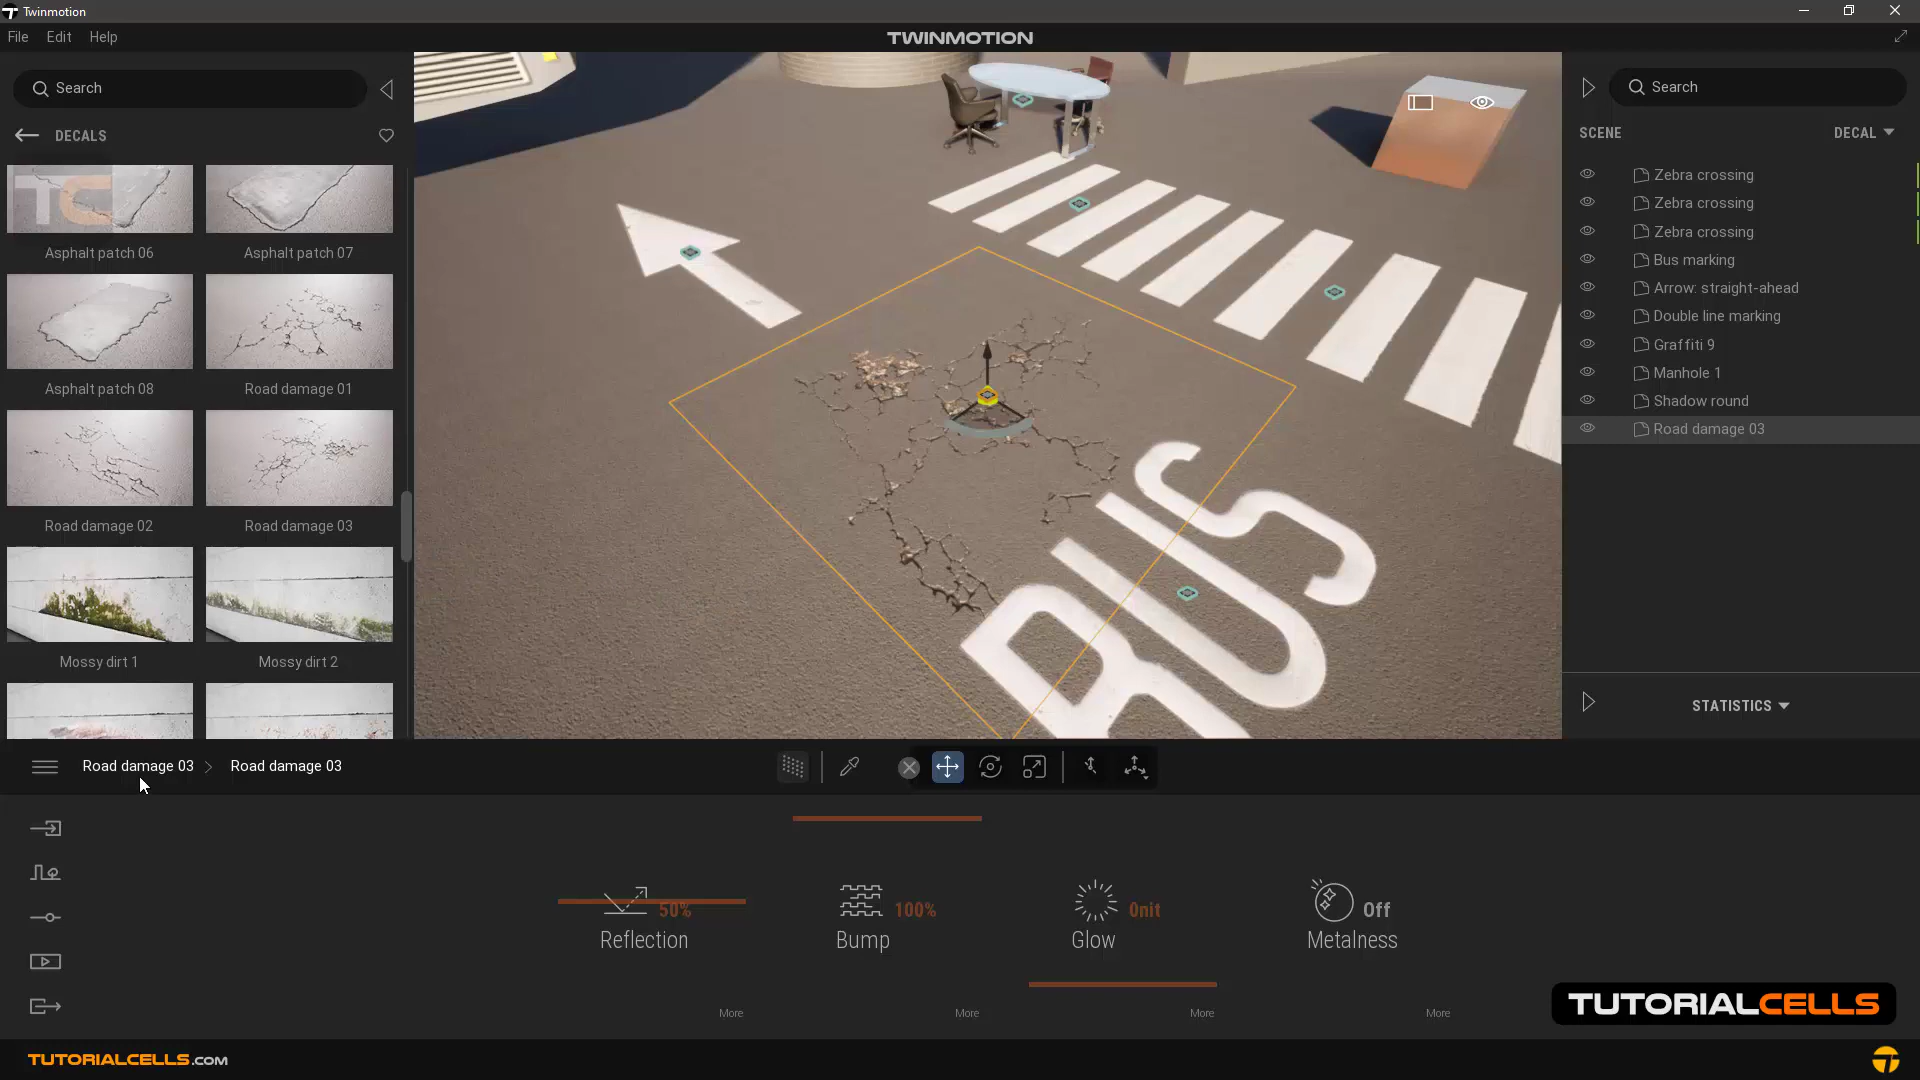 Twinmotion
File Edit Help
TWINMOTION
Search
DECALS
TC
Asphalt patch 06
Asphalt patch 07
Asphalt patch 08
Road damage 01
Road damage 02
Road damage 03
Mossy dirt 1
Mossy dirt 2
BUS
Search
SCENE
DECAL
Zebra crossing
Zebra crossing
Zebra crossing
Bus marking
Arrow: straight-ahead
Double line marking
Graffiti 9
Manhole 1
Shadow round
Road damage 03
STATISTICS
Road damage 03 > Road damage 03
50%
Reflection
More
100%
Bump
More
0nit
Glow
More
Off
Metalness
More
TUTORIALCELLS
TUTORIALCELLS.COM